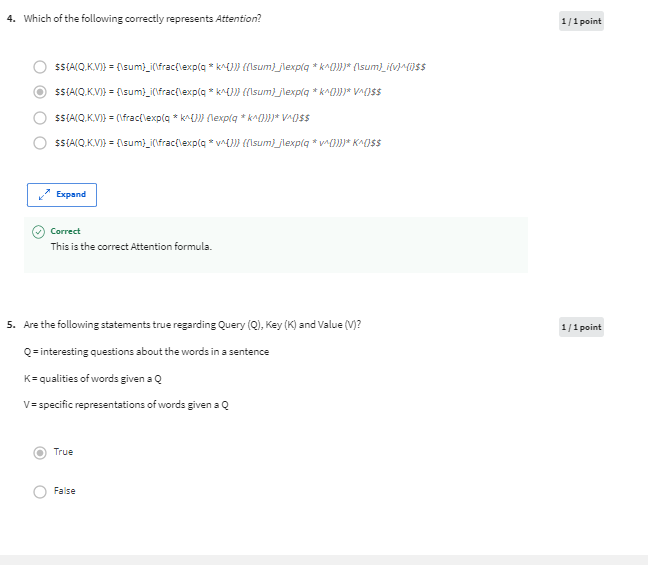 4. Which of the following correctly represents Attention?
1 / 1 point
$${A(Q,K,V)} = {\sum}_i(\frac{\exp(q * k^{})} {{\sum}_j\exp(q * k^{})})* {\sum}_i{v}^{i}$$
$${A(Q,K,V)} = {\sum}_i(\frac{\exp(q * k^{})} {{\sum}_j\exp(q * k^{})})* V^{}$$
$${A(Q,K,V)} = (\frac{\exp(q * k^{})} {\exp(q * k^{})})* V^{}$$
$${A(Q,K,V)} = {\sum}_i(\frac{\exp(q * v^{})} {{\sum}_j\exp(q * v^{})})* K^{}$$
Expand
Correct
This is the correct Attention formula.
5. Are the following statements true regarding Query (Q), Key (K) and Value (V)?
1 / 1 point
Q = interesting questions about the words in a sentence
K = qualities of words given a Q
V = specific representations of words given a Q
True
False